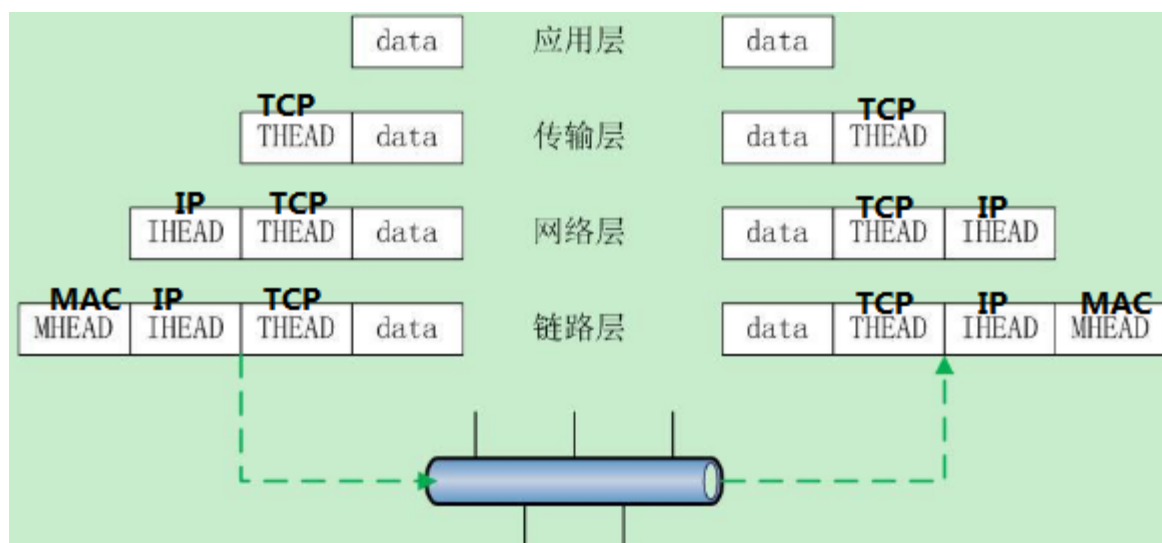 data 应用层 data
TCP TCP
THEAD data 传输层 data THEAD
IP TCP TCP IP
IHEAD THEAD data 网络层 data THEAD IHEAD
MAC IP TCP TCP IP MAC
MHEAD IHEAD THEAD data 链路层 data THEAD IHEAD MHEAD